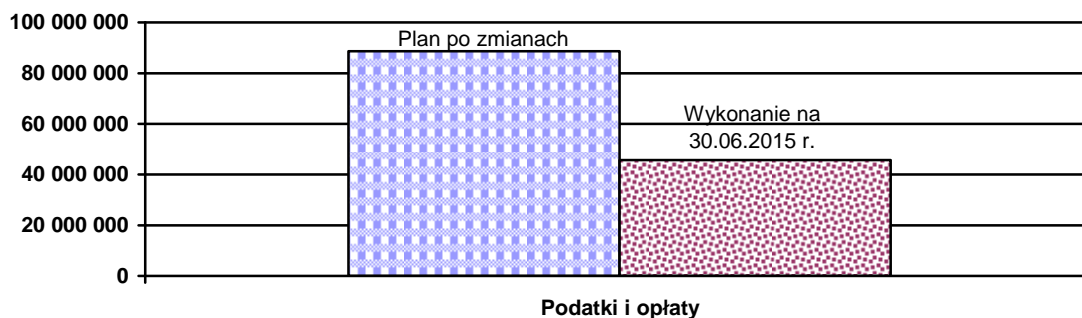 100 000 000
80 000 000
60 000 000
40 000 000
20 000 000
0
Plan po zmianach
Wykonanie na
30.06.2015 r.
Podatki i opłaty